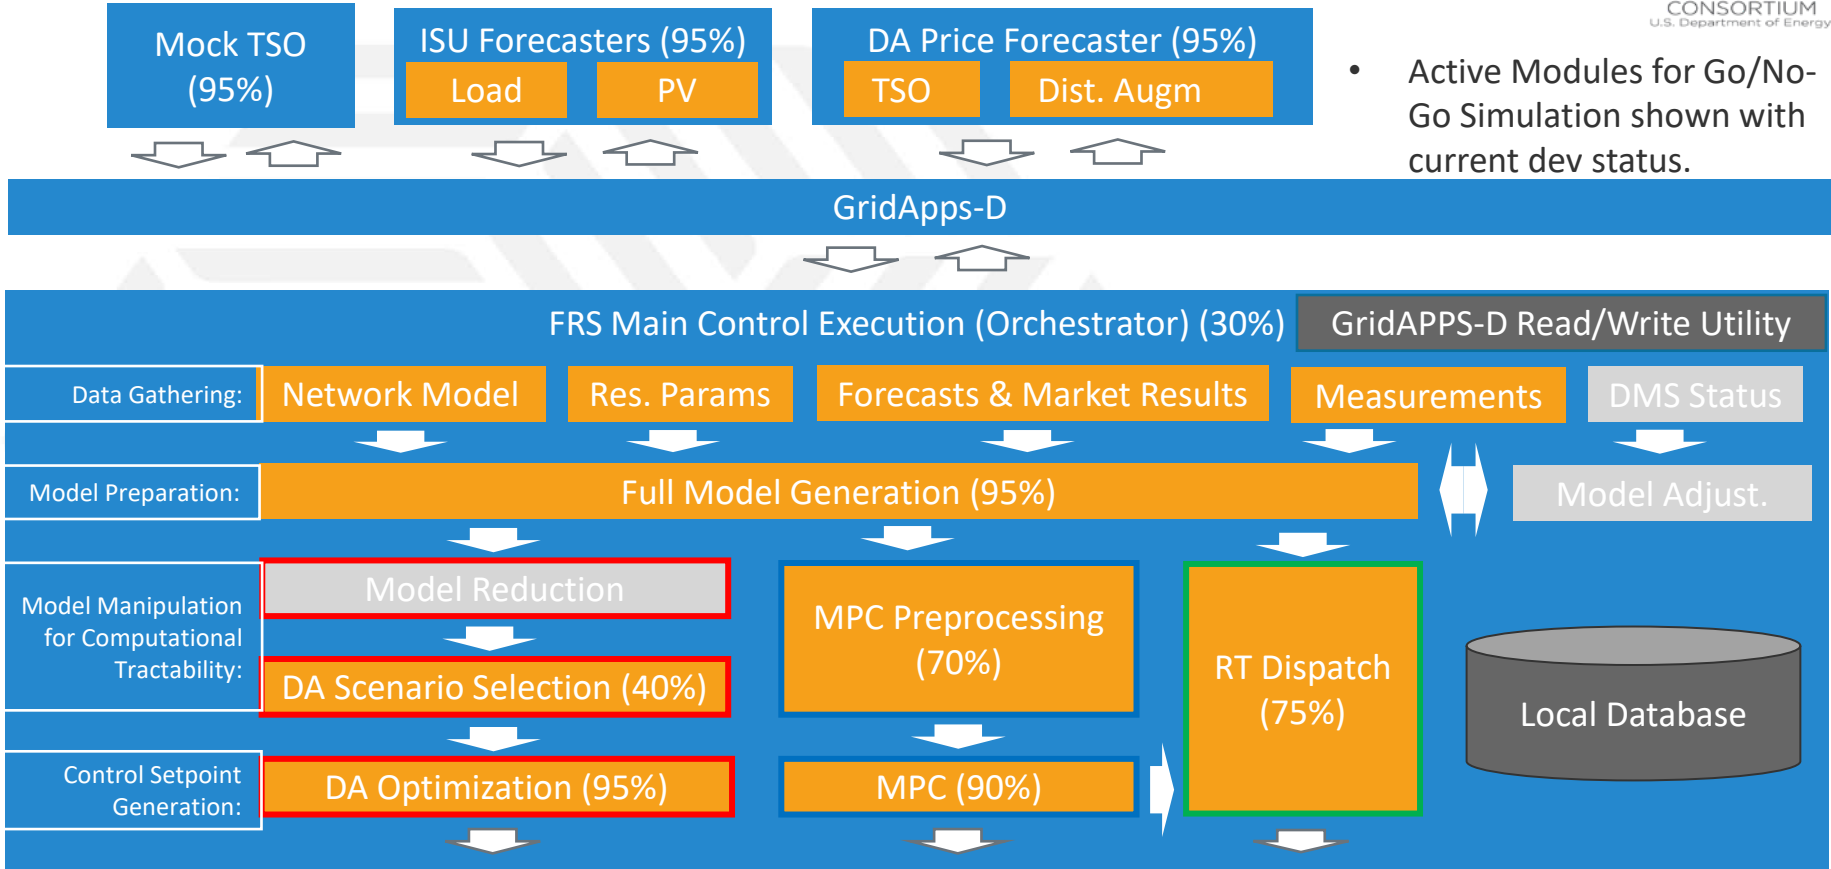 CONSORTIUM
U.S. Department of Energy
Mock TSO
(95%)
ISU Forecasters (95%)
Load
PV
DA Price Forecaster (95%)
TSO
Dist. Augm
• Active Modules for Go/No-
Go Simulation shown with
current dev status.
GridApps-D
FRS Main Control Execution (Orchestrator) (30%)
GridAPPS-D Read/Write Utility
Data Gathering:
Network Model
Res. Params
Forecasts & Market Results
Measurements
DMS Status
Model Preparation:
Full Model Generation (95%)
Model Adjust.
Model Manipulation
for Computational
Tractability:
Model Reduction
DA Scenario Selection (40%)
MPC Preprocessing
(70%)
RT Dispatch
(75%)
Local Database
Control Setpoint
Generation:
DA Optimization (95%)
MPC (90%)